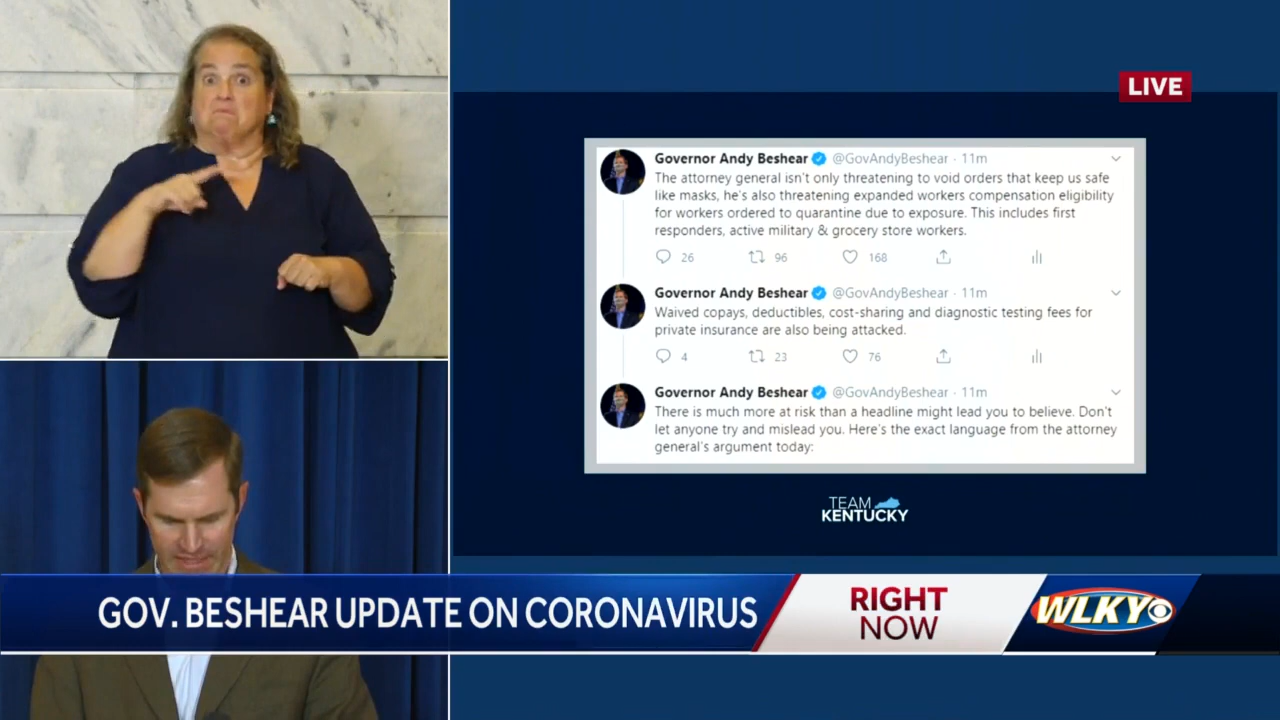 LIVE
Governor Andy Beshear @GovAndyBeshear · 11m
The attorney general isn't only threatening to void orders that keep us safe
like masks, he's also threatening expanded workers compensation eligibility
for workers ordered to quarantine due to exposure. This includes first
responders, active military & grocery store workers.
26 96 168
Governor Andy Beshear @GovAndyBeshear · 11m
Waived copays, deductibles, cost-sharing and diagnostic testing fees for
private insurance are also being attacked.
4 23 76
Governor Andy Beshear @GovAndyBeshear · 11m
There is much more at risk than a headline might lead you to believe. Don't
let anyone try and mislead you. Here's the exact language from the attorney
general's argument today:
TEAM
KENTUCKY
GOV. BESHEAR UPDATE ON CORONAVIRUS
RIGHT
NOW
WLKY